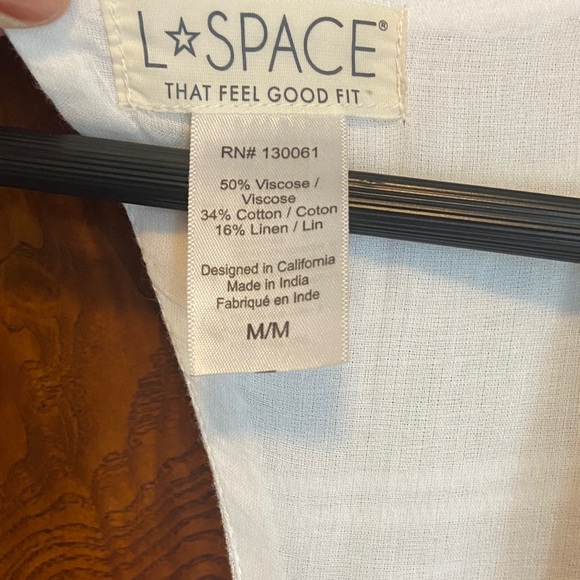 L☆SPACE®
THAT FEEL GOOD FIT™
RN# 130061
50% Viscose /
Viscose
34% Cotton / Coton
16% Linen / Lin
Designed in California
Made in India
Fabriqué en Inde
M/M